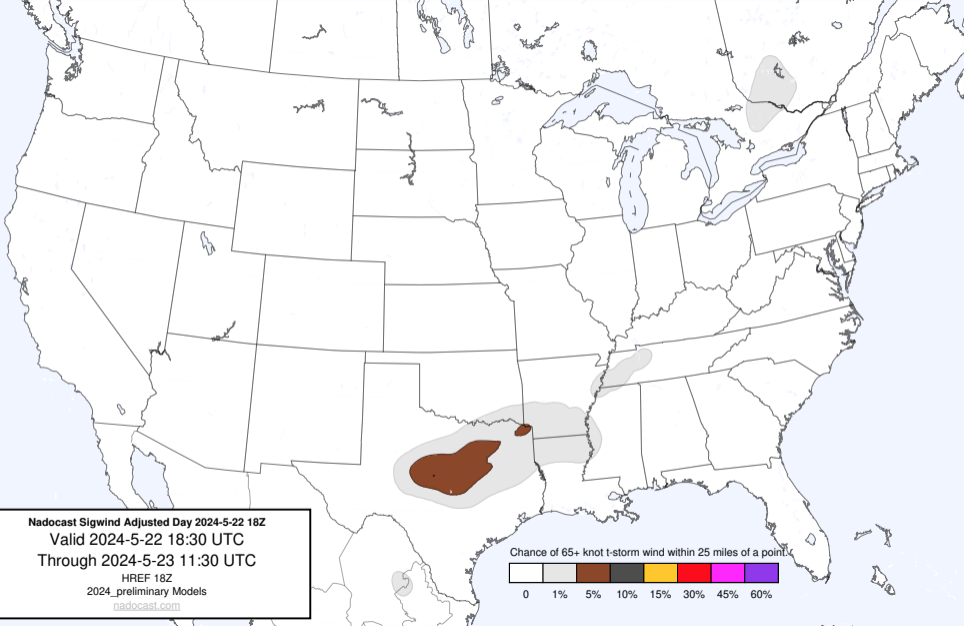 Nadocast Sigwind Adjusted Day 2024-5-22 18Z
Valid 2024-5-22 18:30 UTC
Through 2024-5-23 11:30 UTC
HREF 18Z
2024_preliminary Models
nadocast.com
Chance of 65+ knot t-storm wind within 25 miles of a point.
0 1% 5% 10% 15% 30% 45% 60%